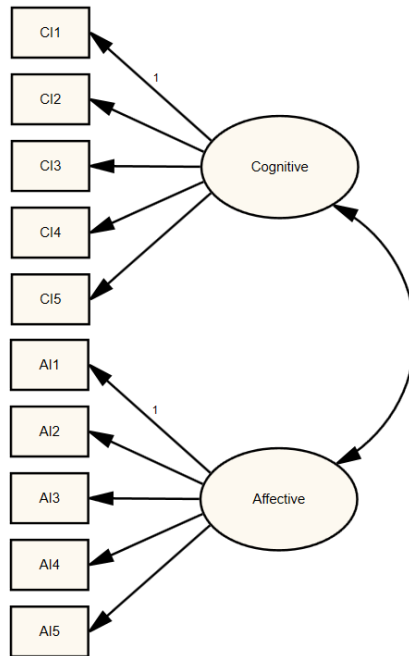 CI1
1
CI2
CI3
Cognitive
CI4
CI5
AI1
1
AI2
AI3
Affective
AI4
AI5